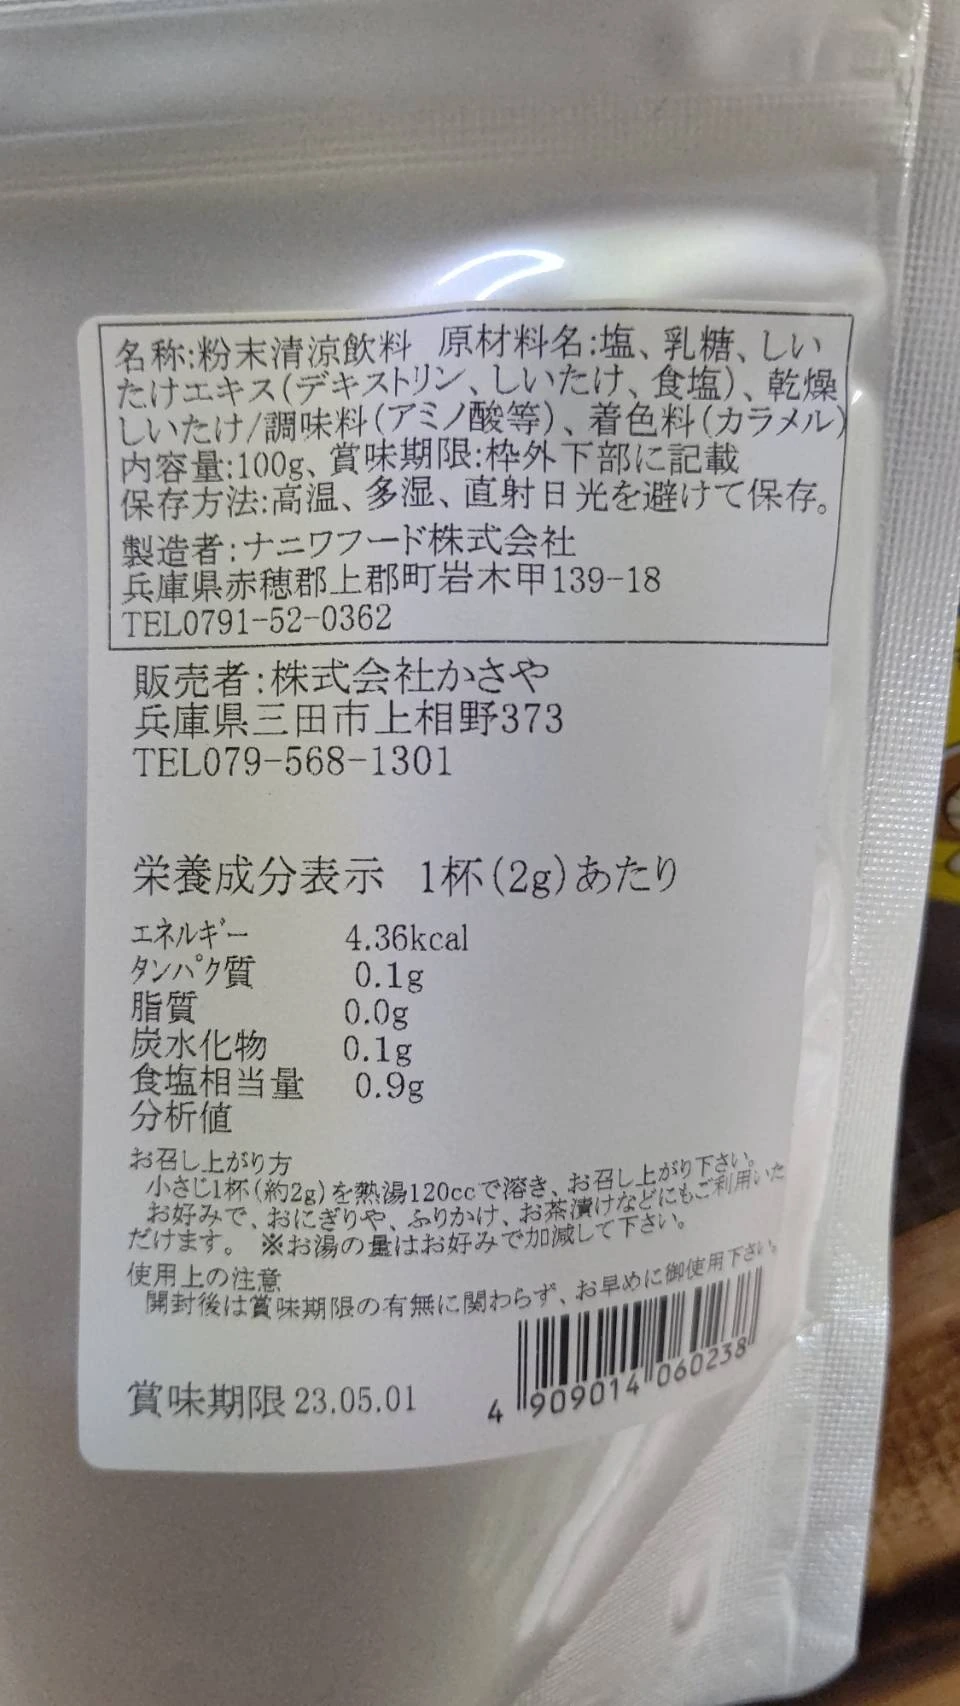 名称:粉末清涼飲料 原材料名:塩、乳糖、しい
たけエキス(デキストリン、しいたけ、食塩)、乾燥
しいたけ/調味料(アミノ酸等)、着色料(カラメル)
内容量:100g、賞味期限:枠外下部に記載
保存方法:高温、多湿、直射日光を避けて保存。
製造者:ナニワフード株式会社
兵庫県赤穂郡上郡町岩木甲139-18
TEL0791-52-0362
販売者:株式会社かさや
兵庫県三田市上相野373
TEL079-568-1301
栄養成分表示 1杯(2g)あたり
エネルギー 4.36kcal
タンパク質 0.1g
脂質 0.0g
炭水化物 0.1g
食塩相当量 0.9g
分析値
お召し上がり方
小さじ1杯(約2g)を熱湯120ccで溶き、お召し上がり下さい。
お好みで、おにぎりや、ふりかけ、お茶漬けなどにもご利用いた
だけます。 ※お湯の量はお好みで加減して下さい。
使用上の注意
開封後は賞味期限の有無に関わらず、お早めに御使用下さい。
賞味期限 23.05.01
4 909014 060238